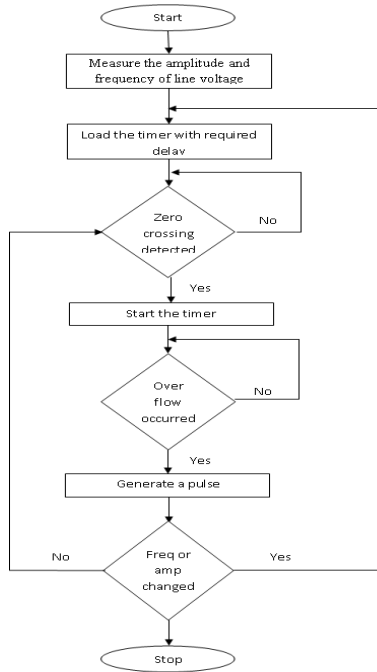 Start
Measure the amplitude and
frequency of line voltage
Load the timer with required
delay
Zero
crossing
detected
No
Yes
Start the timer
Over
flow
occurred
No
Yes
Generate a pulse
Freq or
amp
changed
No
Yes
Stop